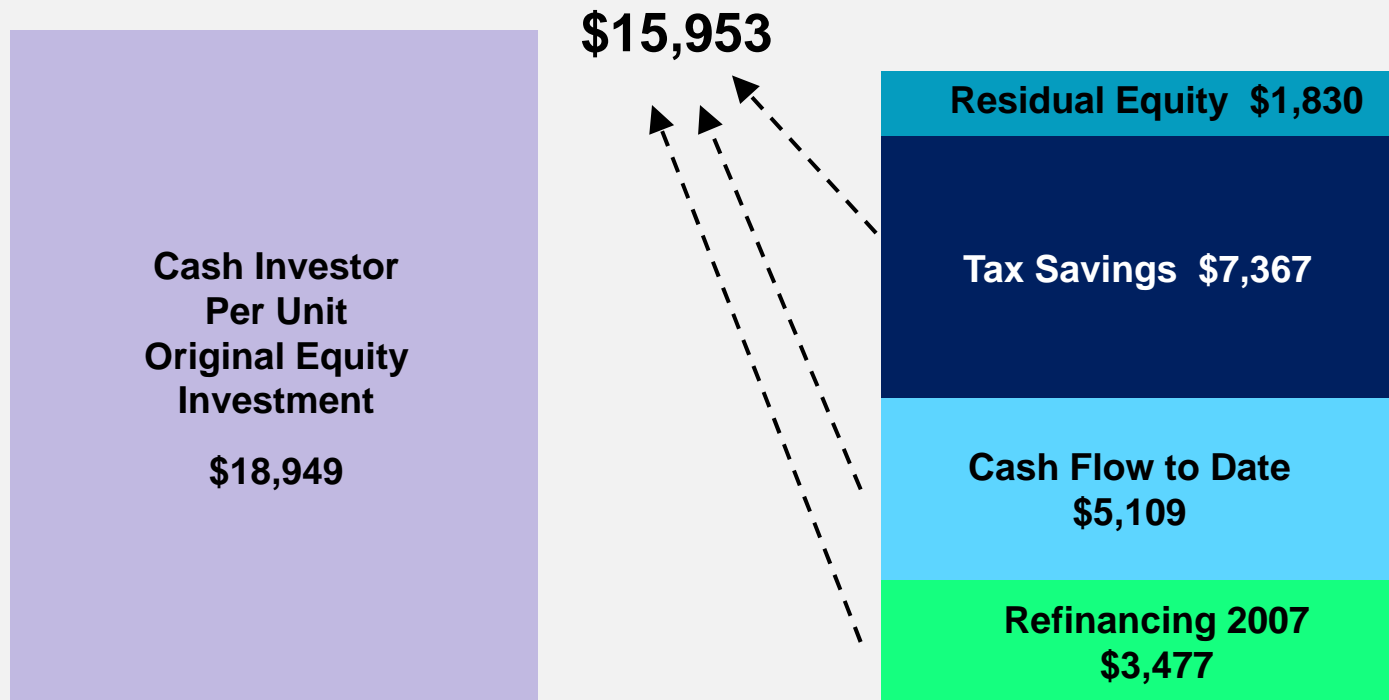 $15,953
Cash Investor
Per Unit
Original Equity
Investment
$18,949
Residual Equity $1,830
Tax Savings $7,367
Cash Flow to Date
$5,109
Refinancing 2007
$3,477